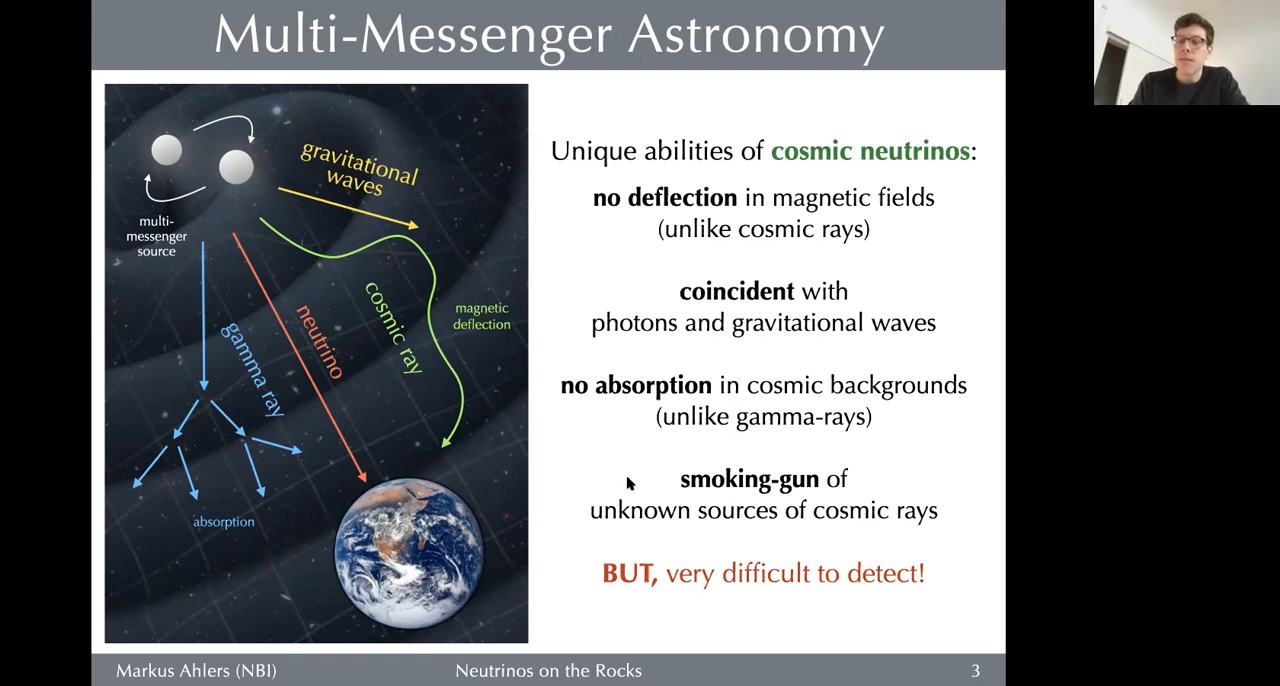 Multi-Messenger Astronomy
gravitational
waves
multi-
messenger
source
gamma ray
neutrino
cosmic ray
magnetic
deflection
absorption
Unique abilities of cosmic neutrinos:
no deflection in magnetic fields
(unlike cosmic rays)
coincident with
photons and gravitational waves
no absorption in cosmic backgrounds
(unlike gamma-rays)
smoking-gun of
unknown sources of cosmic rays
BUT, very difficult to detect!
Markus Ahlers (NBI)
Neutrinos on the Rocks
3